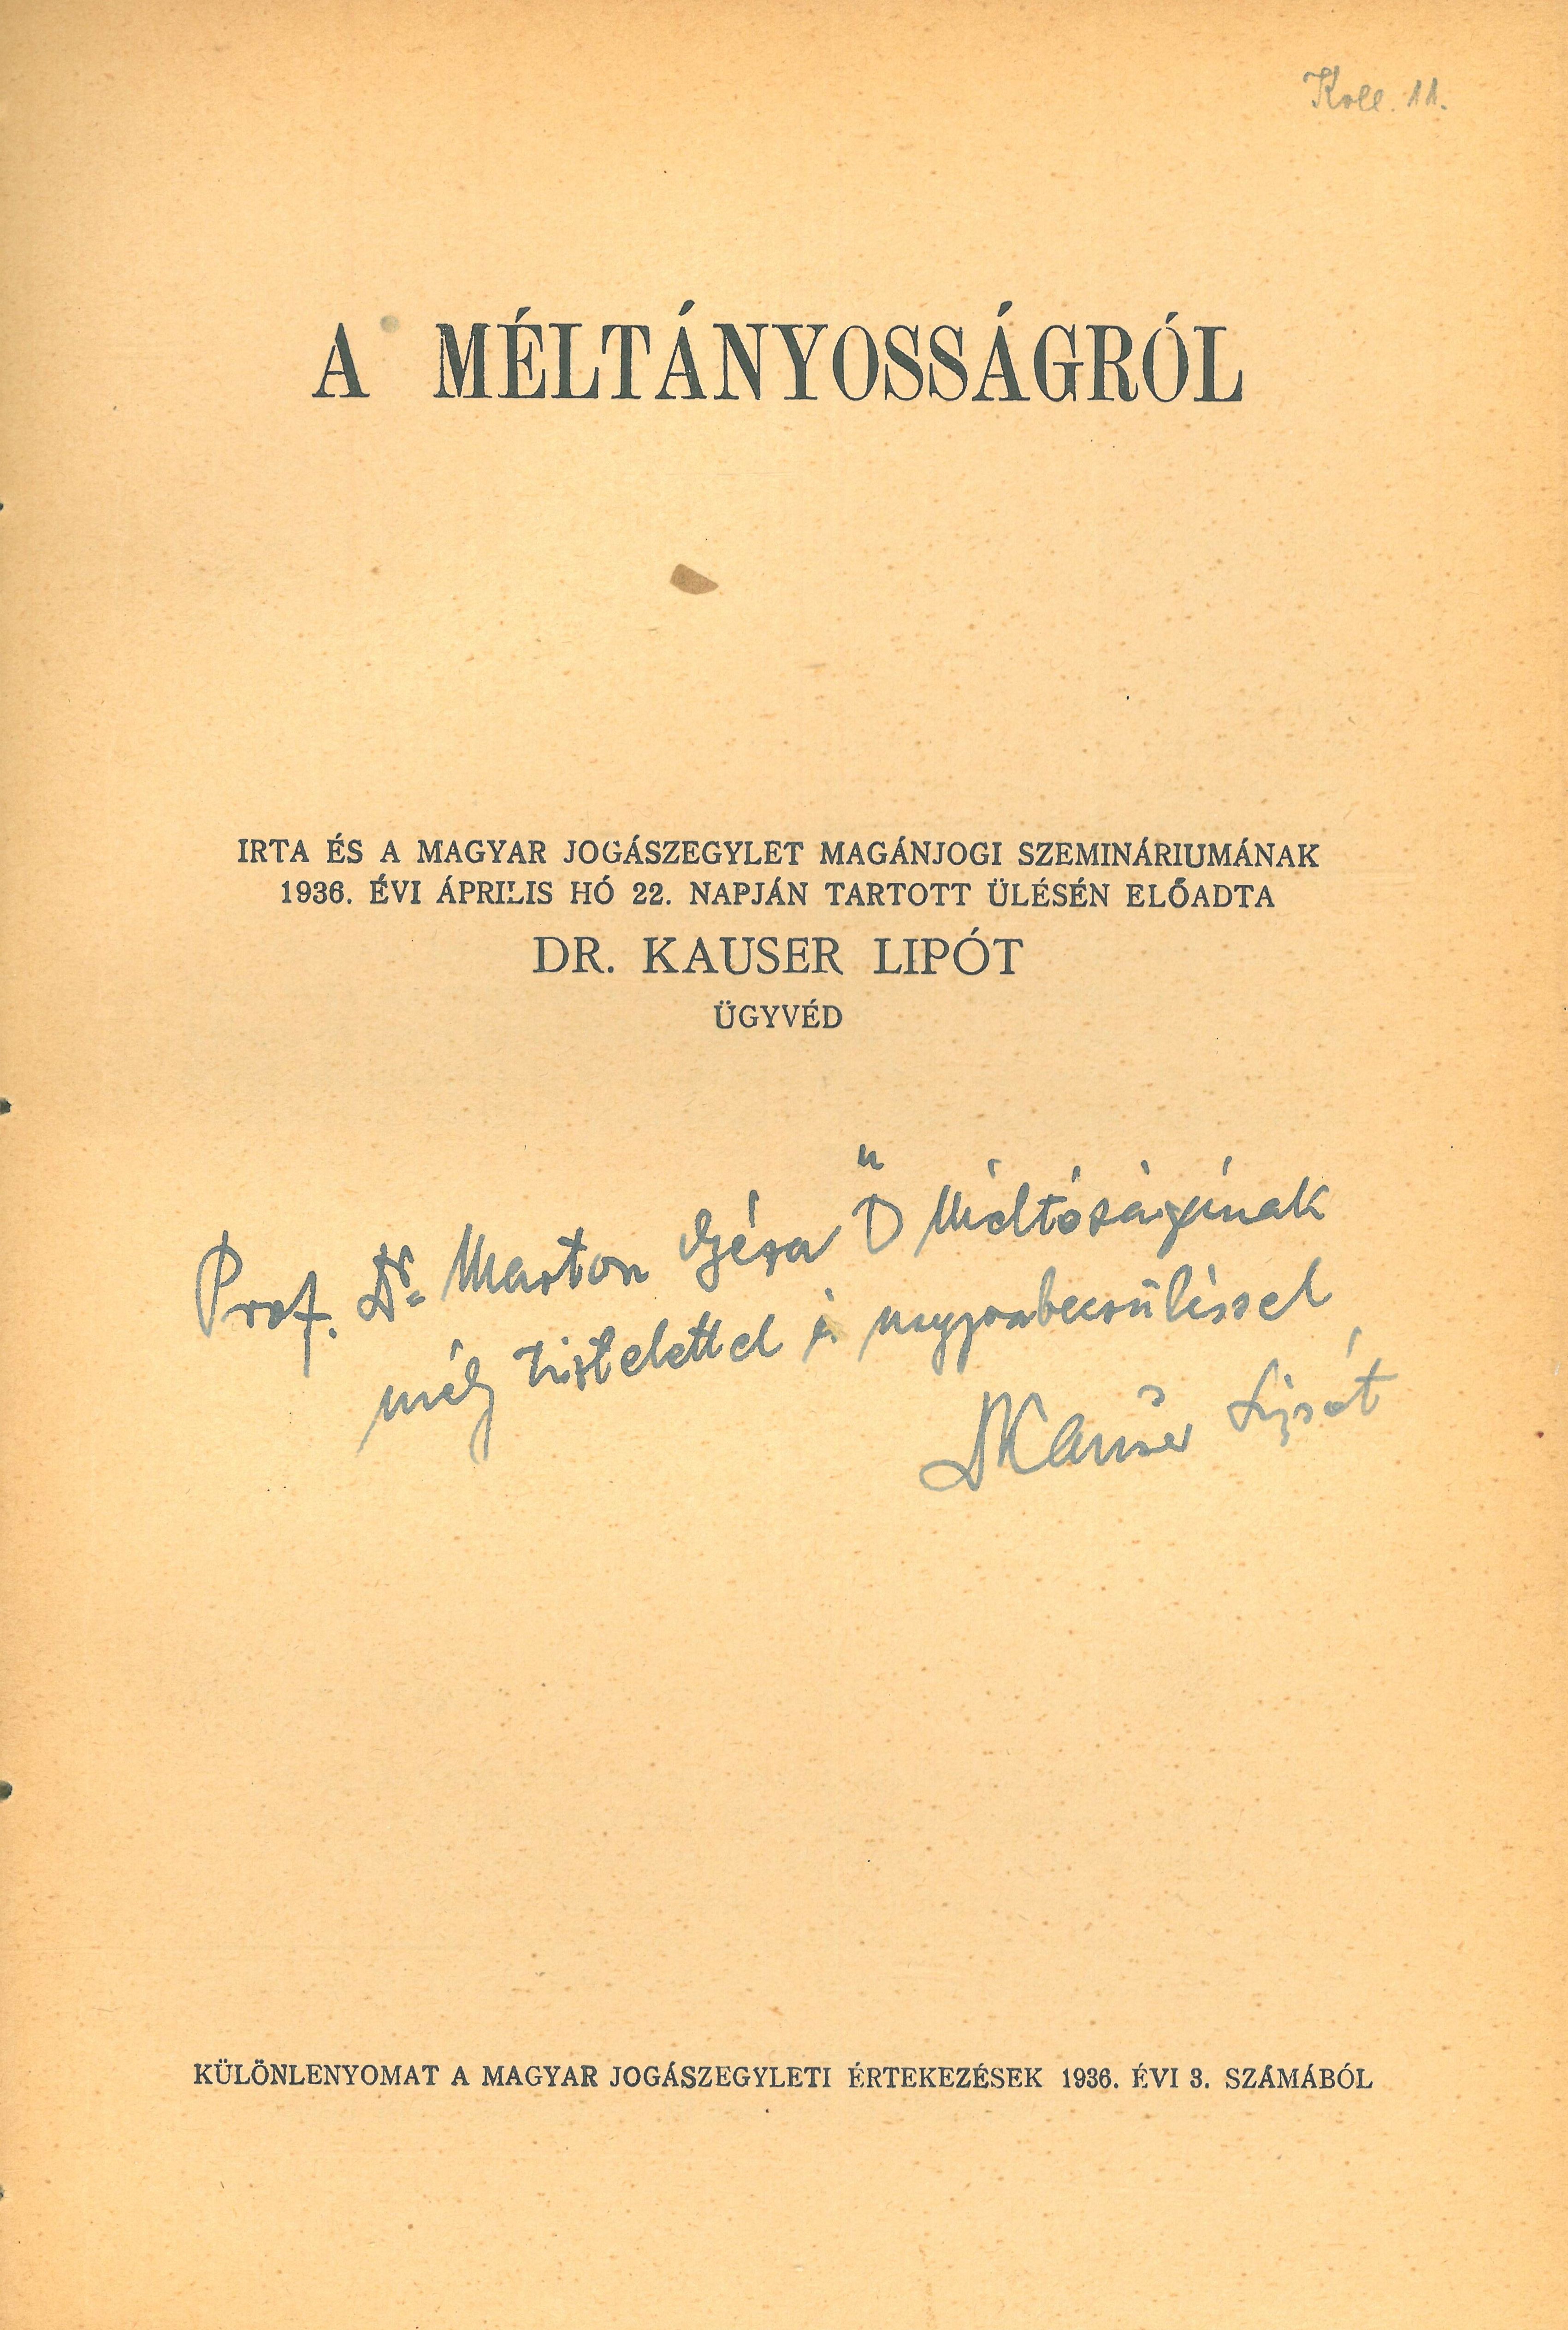 Koll. 11.
A MÉLTÁNYOSSÁGRÓL
IRTA ÉS A MAGYAR JOGÁSZEGYLET MAGÁNJOGI SZEMINÁRIUMÁNAK
1936. ÉVI ÁPRILIS HÓ 22. NAPJÁN TARTOTT ÜLÉSÉN ELŐADTA
DR. KAUSER LIPÓT
ÜGYVÉD
Prof. Dr. Marton Géza Ő Méltóságának
mély tisztelettel és nagyrabecsüléssel
Dr Kauser Lipót
KÜLÖNLENYOMAT A MAGYAR JOGÁSZEGYLETI ÉRTEKEZÉSEK 1936. ÉVI 3. SZÁMÁBÓL